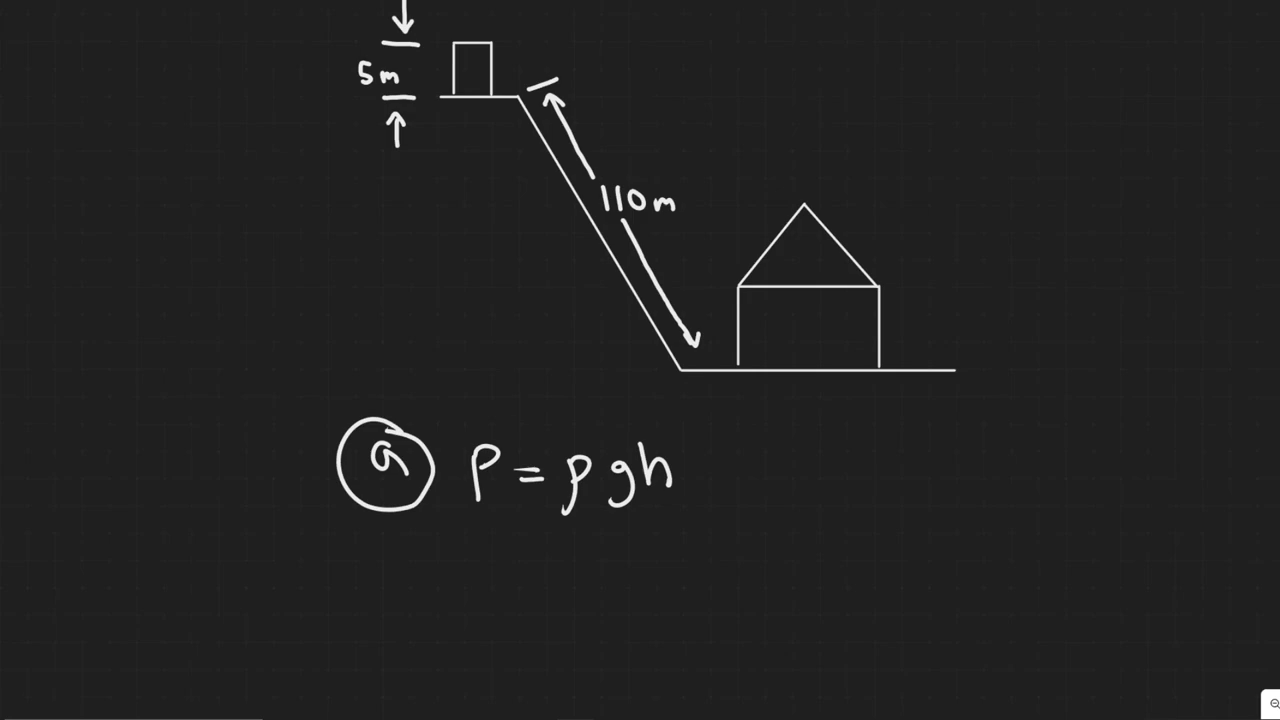 5m
110m
a P = ρgh